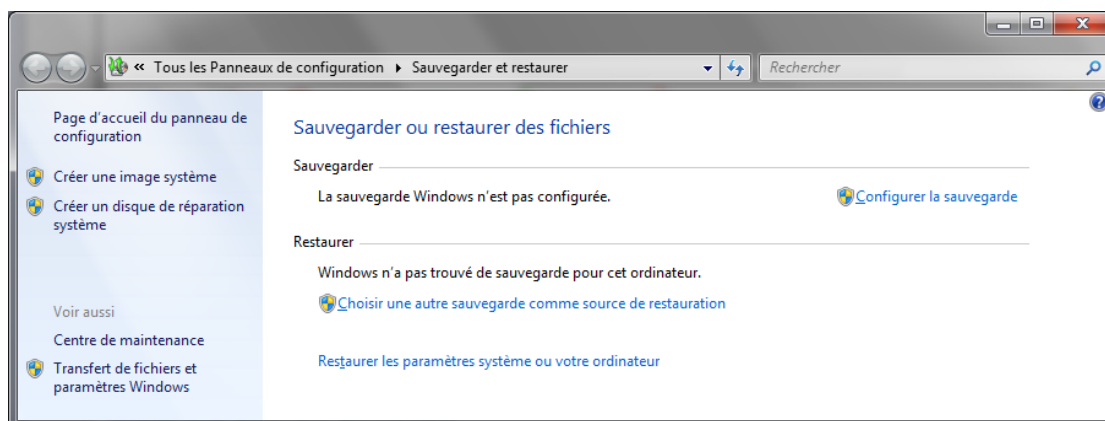 « Tous les Panneaux de configuration ▸ Sauvegarder et restaurer
Rechercher
Page d'accueil du panneau de
configuration
Créer une image système
Créer un disque de réparation
système
Voir aussi
Centre de maintenance
Transfert de fichiers et
paramètres Windows
Sauvegarder ou restaurer des fichiers
Sauvegarder
La sauvegarde Windows n'est pas configurée.
Configurer la sauvegarde
Restaurer
Windows n'a pas trouvé de sauvegarde pour cet ordinateur.
Choisir une autre sauvegarde comme source de restauration
Restaurer les paramètres système ou votre ordinateur